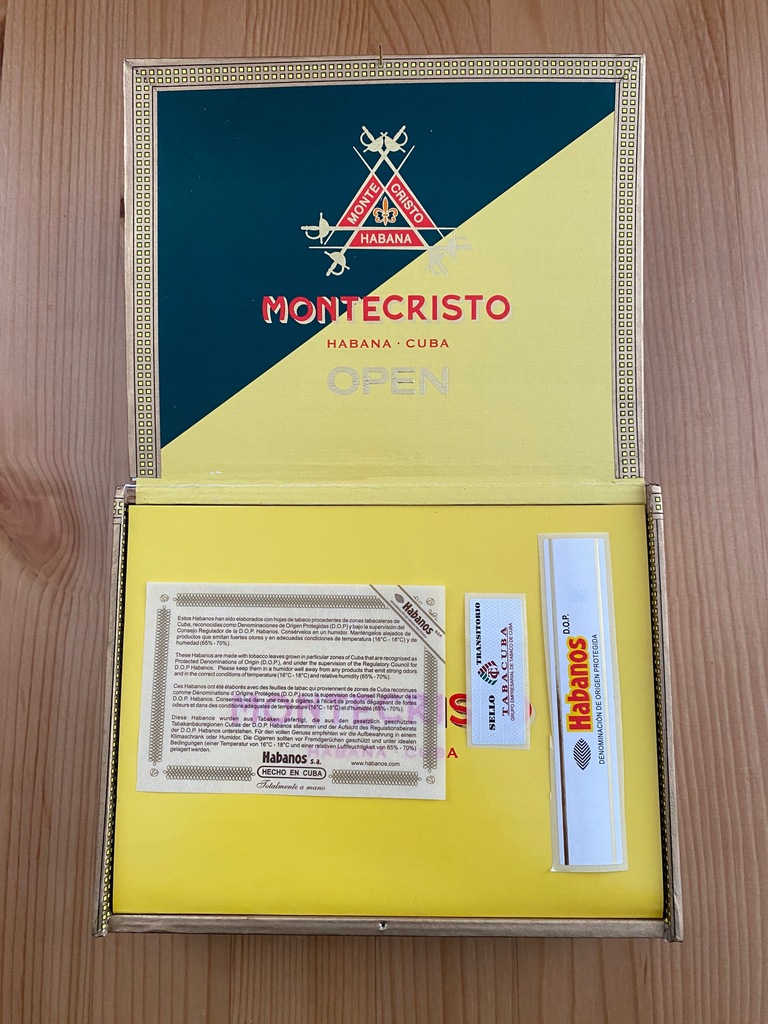 MONTE
CRISTO
HABANA
MONTECRISTO
HABANA · CUBA
OPEN
Habanos
Estos Habanos han sido elaborados con hojas de tabaco procedentes de zonas tabacaleras de
Cuba, reconocidas como Denominaciones de Origen Protegidas (D.O.P.) y bajo la supervisión del
Consejo Regulador de la D.O.P. Habanos. Consérvelos en un humidor. Manténgalos alejados de
productos que emitan fuertes olores y en adecuadas condiciones de temperatura (16°C - 18°C) y de
humedad (65% - 70%).
These Habanos are made with tobacco leaves grown in particular zones of Cuba that are recognized as
Protected Denominations of Origin (D.O.P.), and under the supervision of the Regulatory Council for
D.O.P Habanos. Please keep them in a humidor well away from any products that emit strong odors
and in the correct conditions of temperature (16°C - 18°C) and relative humidity (65% - 70%).
Ces Habanos ont été élaborés avec des feuilles de tabac qui proviennent de zones de Cuba reconnues
comme Dénominations d'Origine Protégées (D.O.P.) sous la supervision de Conseil Régulateur de la
D.O.P. Habanos. Conservez-les dans un humidor, à l'écart de produits dégageant de fortes
odeurs et dans des conditions adéquates de température (16°C - 18°C) et d'humidité (65% - 70%).
Diese Habanos wurden aus Tabaken gefertigt, die aus den gesetzlich geschützten
Tabakanbauregionen Cubas der D.O.P. Habanos stammen und der Aufsicht des Regulationsbeirats
der D.O.P. Habanos unterstehen. Für den vollen Genuss empfehlen wir die Aufbewahrung in einem
Klimaschrank oder Humidor. Die Cigarren sollten vor Fremdgerüchen geschützt und unter idealen
Bedingungen (einer Temperatur von 16°C - 18°C und einer relativen Luftfeuchtigkeit von 65% - 70%)
gelagert werden.
Habanos s.a.
www.habanos.com
HECHO EN CUBA
Totalmente a mano
SELLO TRANSITORIO
TABACUBA
GRUPO EMPRESARIAL DE TABACO DE CUBA
Habanos D.O.P.
DENOMINACIÓN DE ORIGEN PROTEGIDA
CUBA